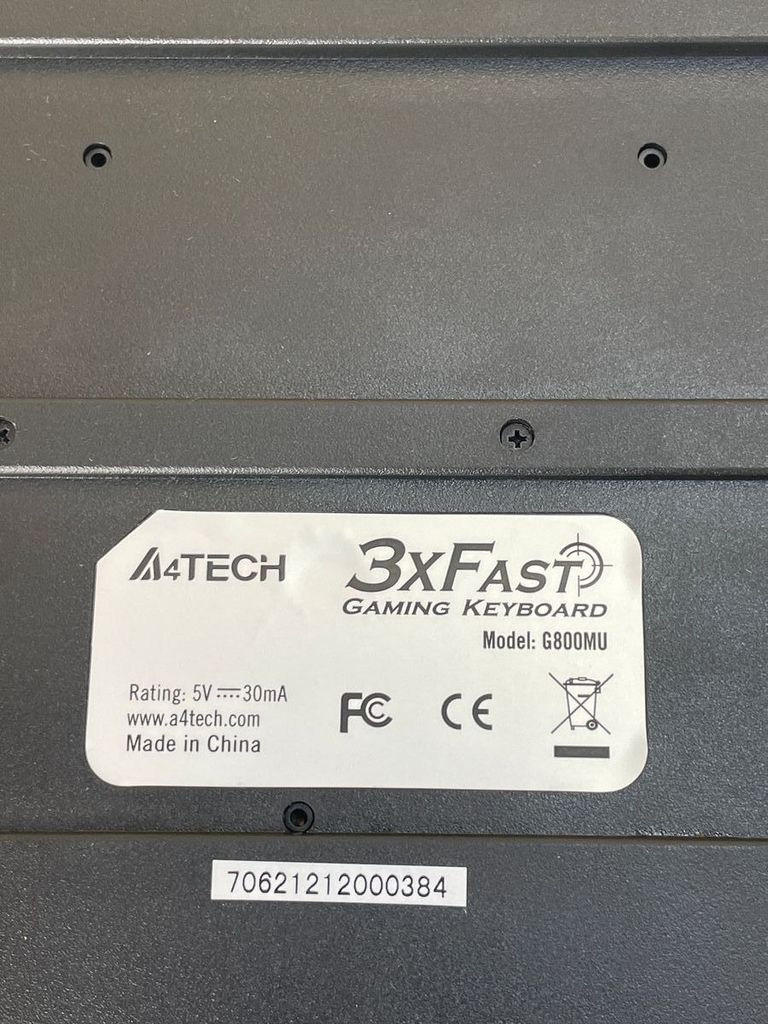 A4TECH
3XFAST
GAMING KEYBOARD
Model: G800MU
Rating: 5V ⎓ 30mA
www.a4tech.com
Made in China
FC CE
70621212000384